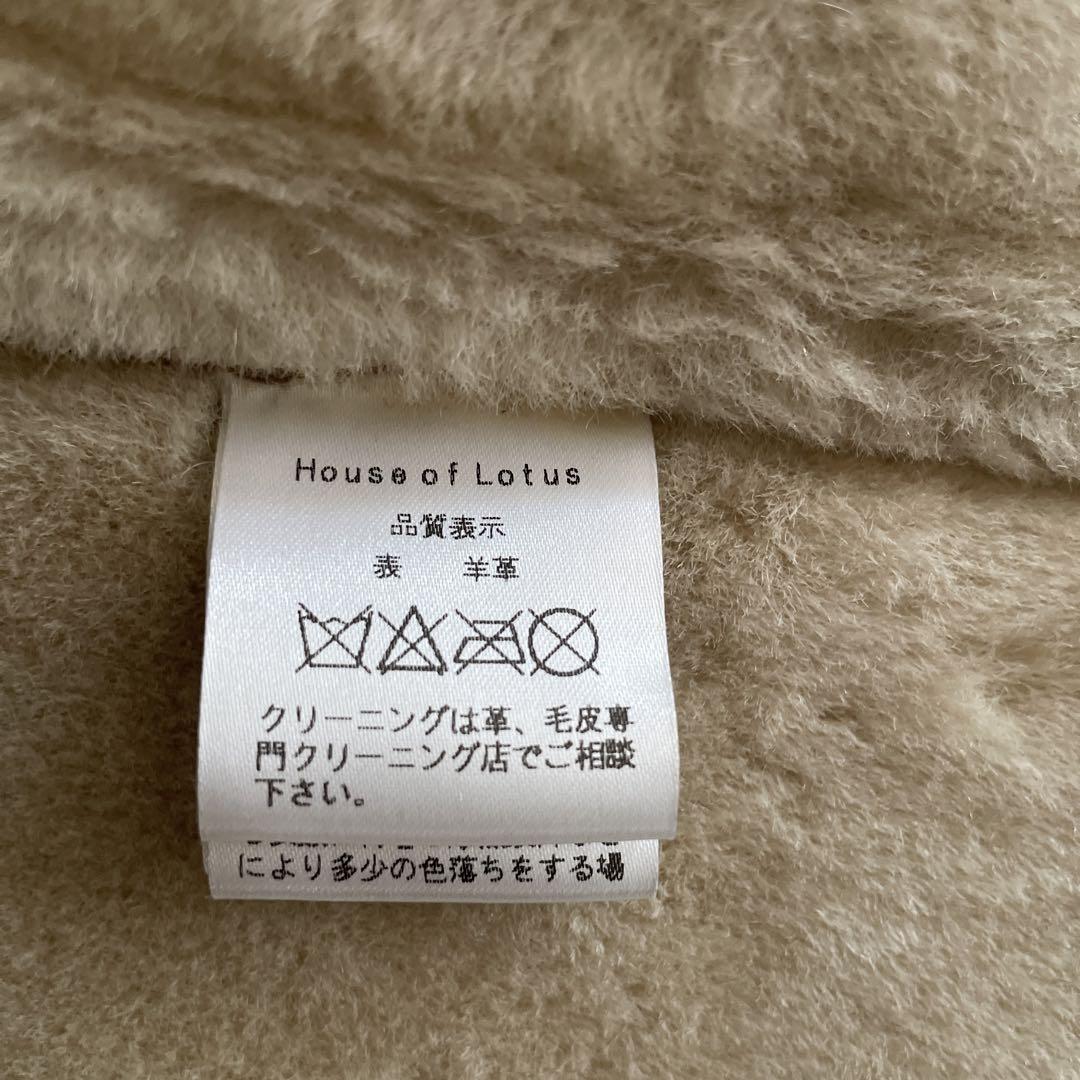 House of Lotus
品質表示
表 羊革
クリーニングは革、毛皮専
門クリーニング店でご相談
下さい。
により多少の色落ちをする場